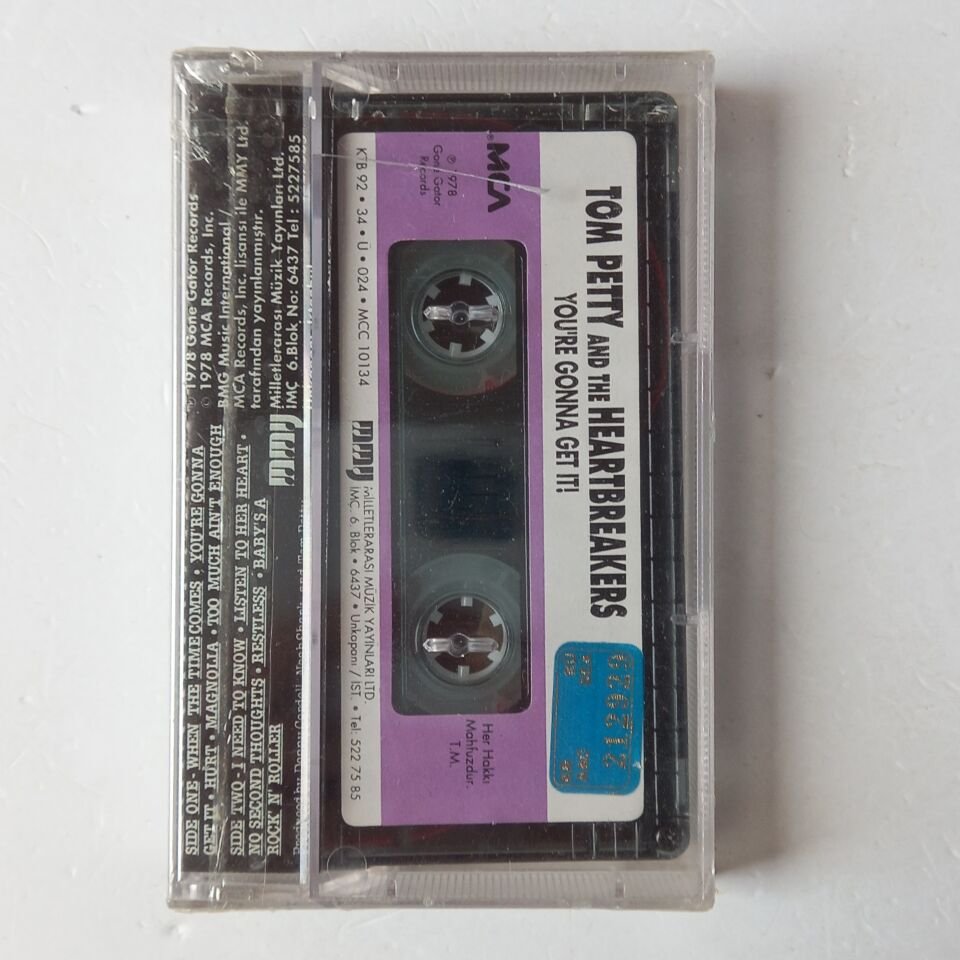 SIDE ONE - WHEN THE TIME COMES • YOU'RE GONNA
GET IT • HURT • MAGNOLIA • TOO MUCH AIN'T ENOUGH
SIDE TWO - I NEED TO KNOW • LISTEN TO HER HEART •
NO SECOND THOUGHTS • RESTLESS • BABY'S A
ROCK N' ROLLER
℗ 1978 Gone Gator Records
© 1978 MCA Records, Inc.
BMG Music International /
MCA Records, Inc. lisansı ile MMY Ltd.
tarafından yayınlanmıştır.
Milletlerarası Müzik Yayınları Ltd.
İMÇ 6.Blok No: 6437 Tel : 5227585
mmy
TOM PETTY AND THE HEARTBREAKERS
YOU'RE GONNA GET IT!
MCA
℗ 1978
Gone Gator
Records
Her Hakkı
Mahfuzdur.
T.M.
KTB 92 • 34 • Ü • 024 • MCC 10134
mmy
MİLLETLERARASI MÜZİK YAYINLARI LTD.
İMÇ. 6. Blok • 6437 • Unkapanı / İST. • Tel: 522 75 85